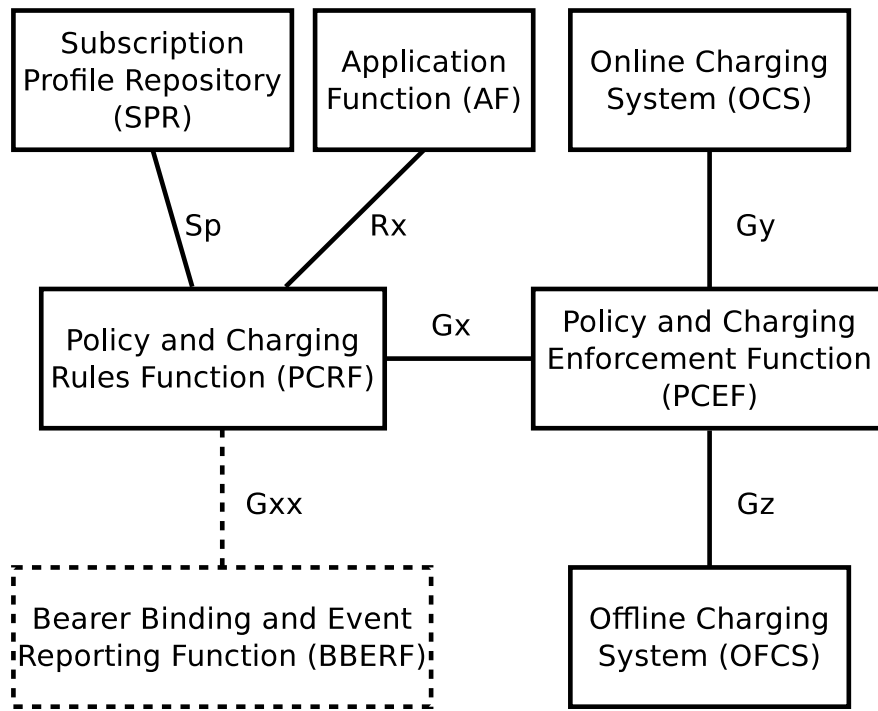 Subscription
Profile Repository
(SPR)
Application
Function (AF)
Online Charging
System (OCS)
Sp
Rx
Gy
Policy and Charging
Rules Function (PCRF)
Gx
Policy and Charging
Enforcement Function
(PCEF)
Gxx
Gz
Bearer Binding and Event
Reporting Function (BBERF)
Offline Charging
System (OFCS)